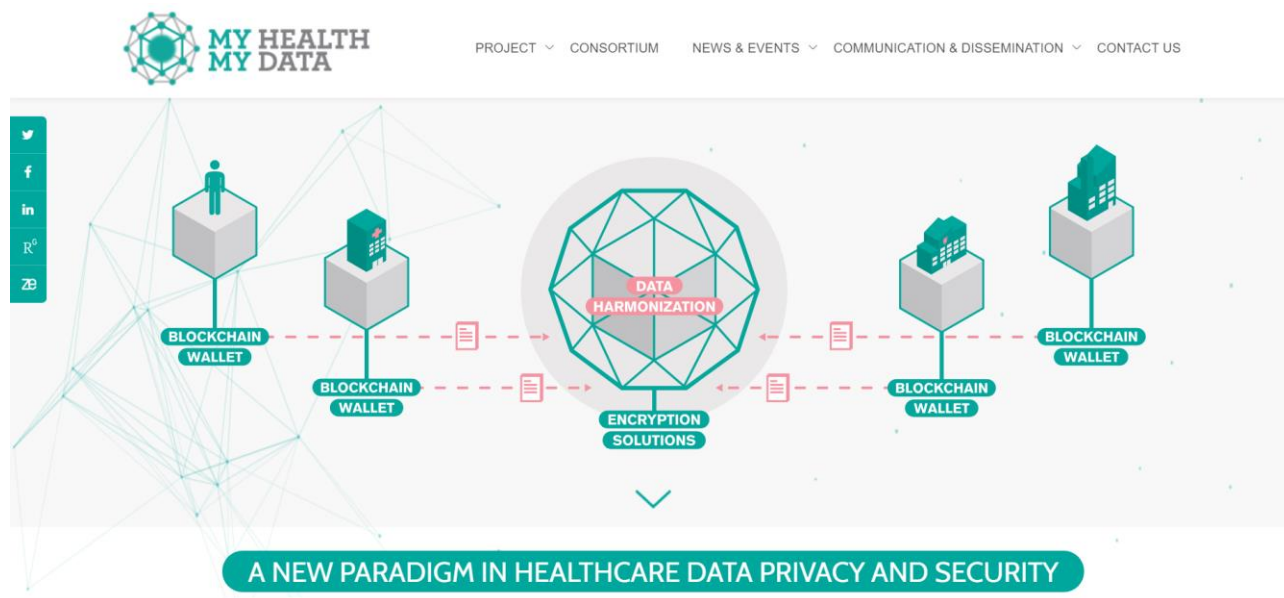 MY HEALTH
MY DATA
PROJECT
CONSORTIUM
NEWS & EVENTS
COMMUNICATION & DISSEMINATION
CONTACT US
f
in
R^G
DATA
HARMONIZATION
BLOCKCHAIN
WALLET
BLOCKCHAIN
WALLET
BLOCKCHAIN
WALLET
BLOCKCHAIN
WALLET
ENCRYPTION
SOLUTIONS
A NEW PARADIGM IN HEALTHCARE DATA PRIVACY AND SECURITY